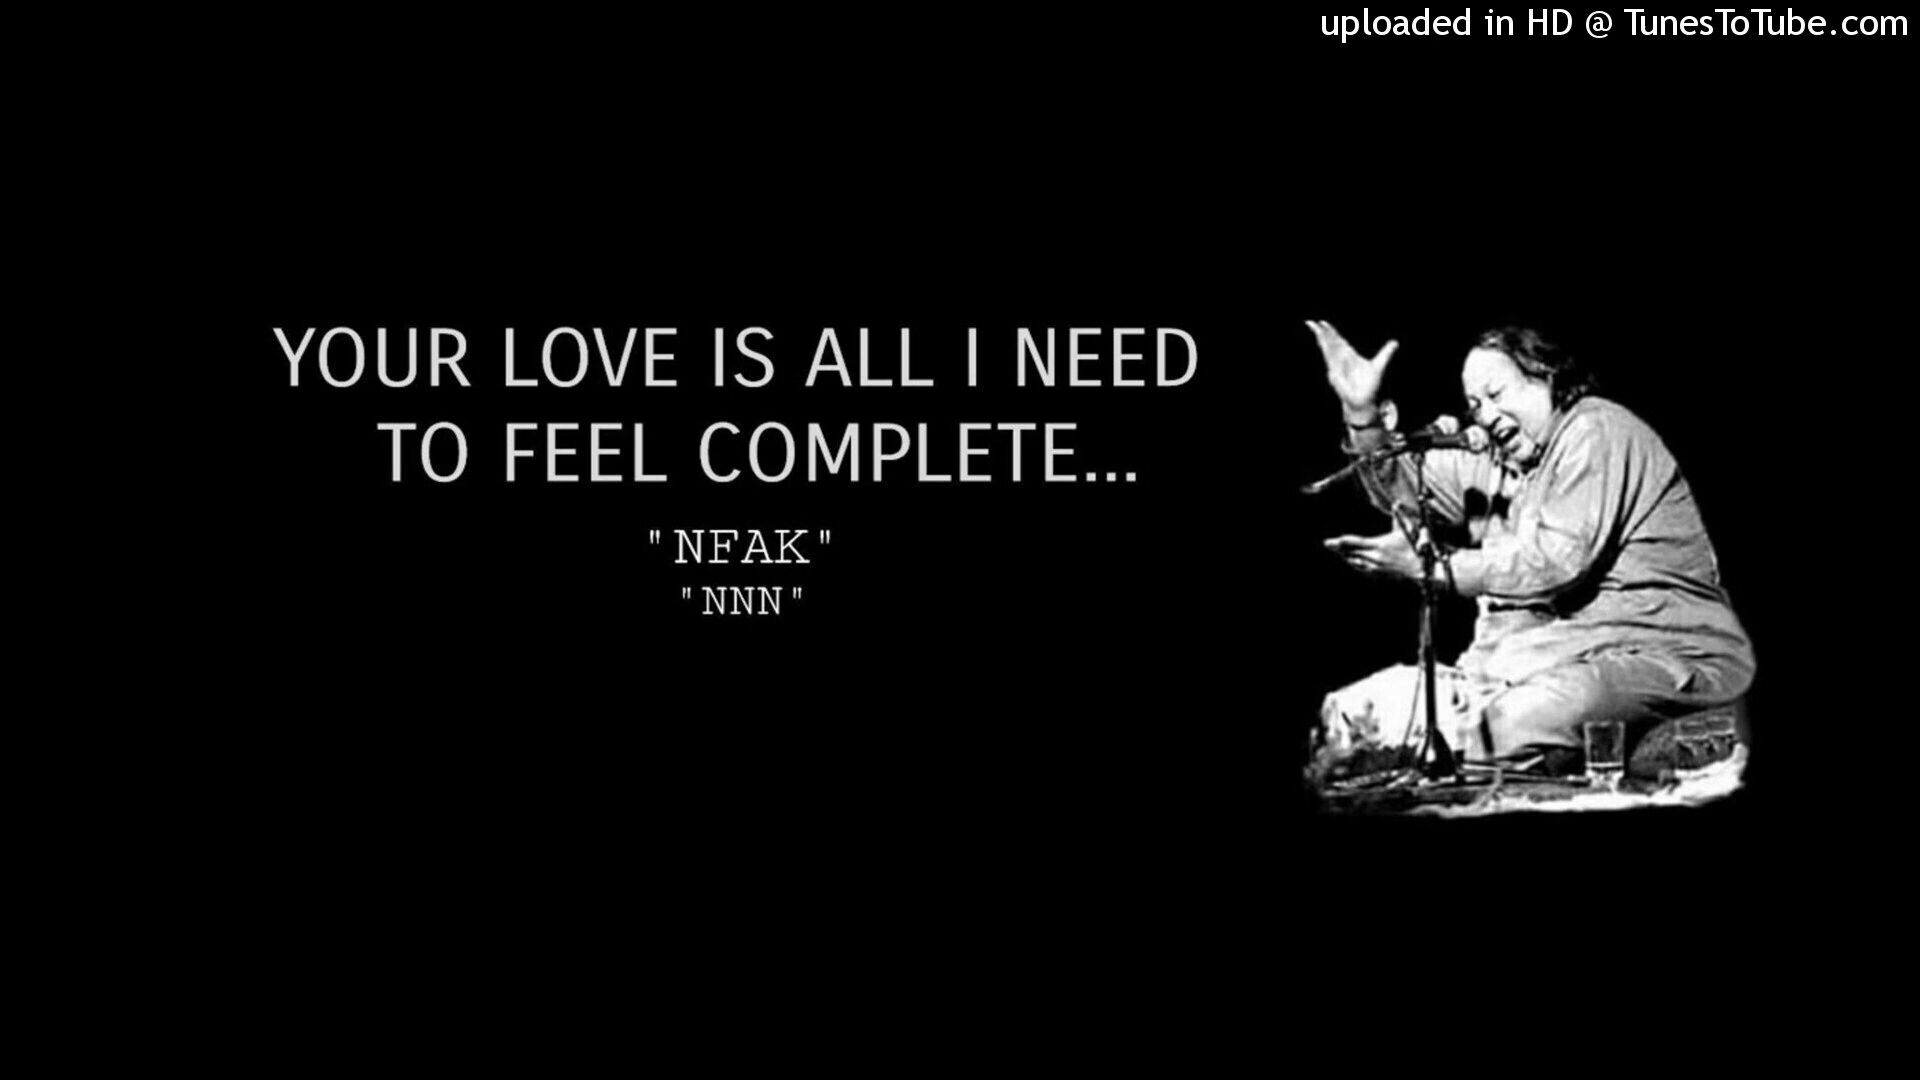 uploaded in HD @ TunesToTube.com
YOUR LOVE IS ALL I NEED
TO FEEL COMPLETE...
"NFAK"
"NNN"